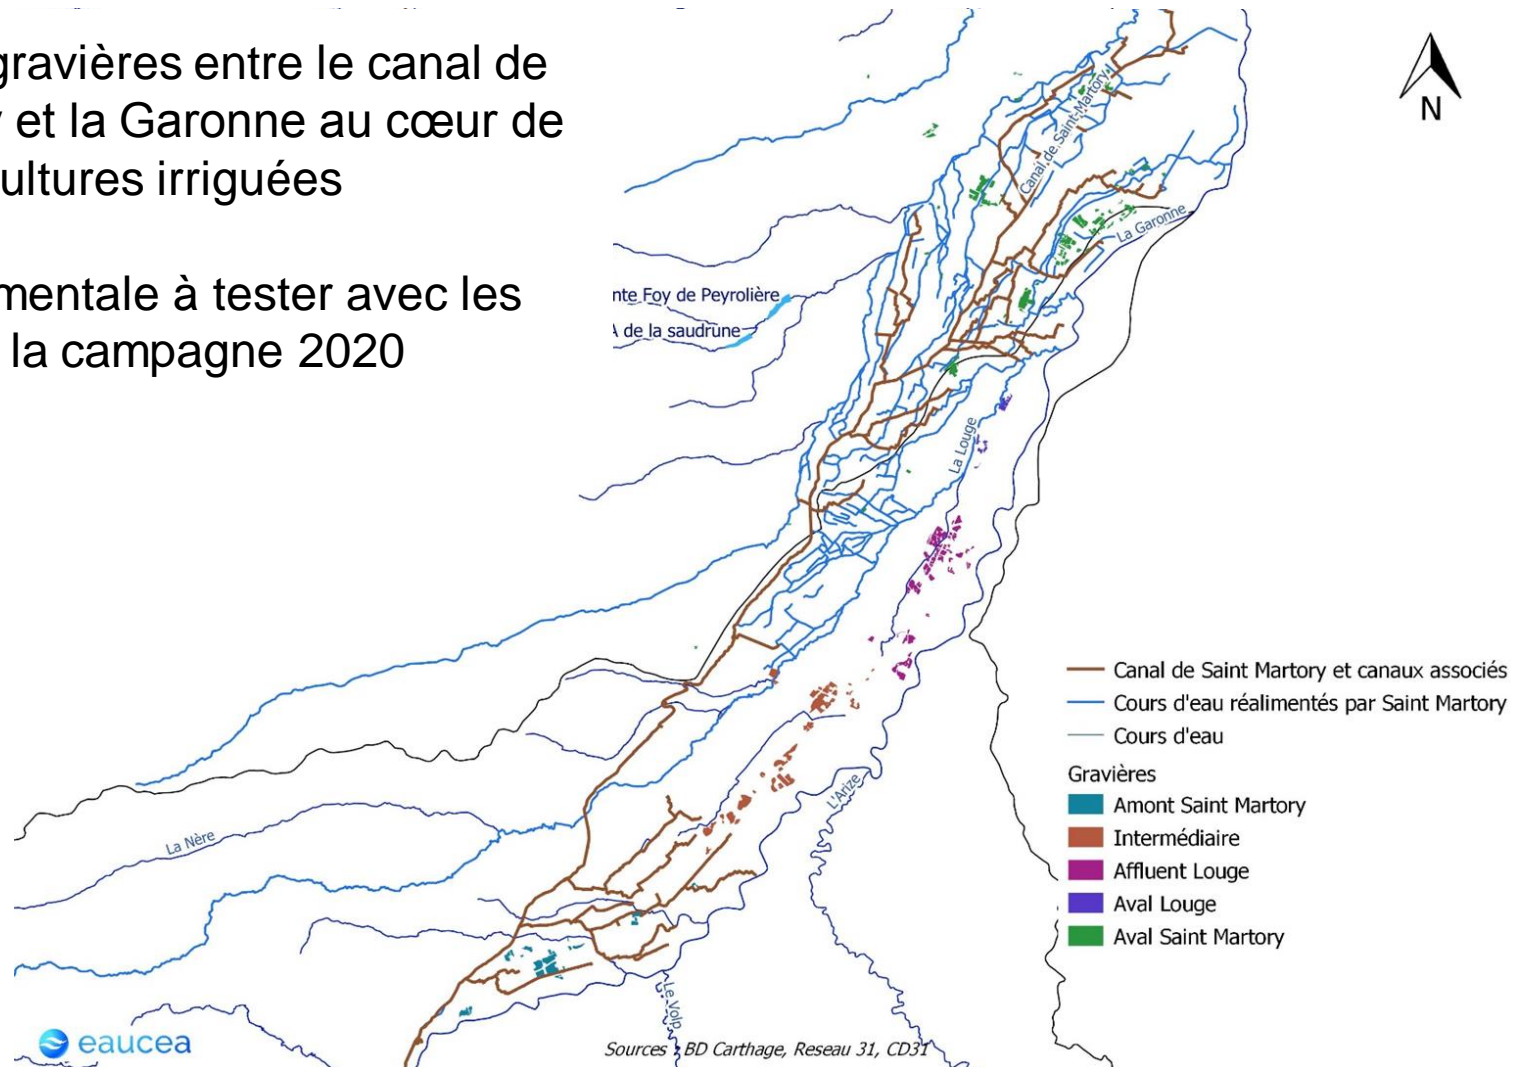 gravières entre le canal de
et la Garonne au cœur de
ultures irriguées
mentale à tester avec les
la campagne 2020
N
Canal de Saint-Martory
La Garonne
nte Foy de Peyrolière
A de la saudrune
La Louge
Canal de Saint Martory et canaux associés
Cours d'eau réalimentés par Saint Martory
Cours d'eau
Gravières
Amont Saint Martory
Intermédiaire
Affluent Louge
Aval Louge
Aval Saint Martory
L'Arize
La Nère
Le Volp
eaucea
Sources : BD Carthage, Reseau 31, CD31